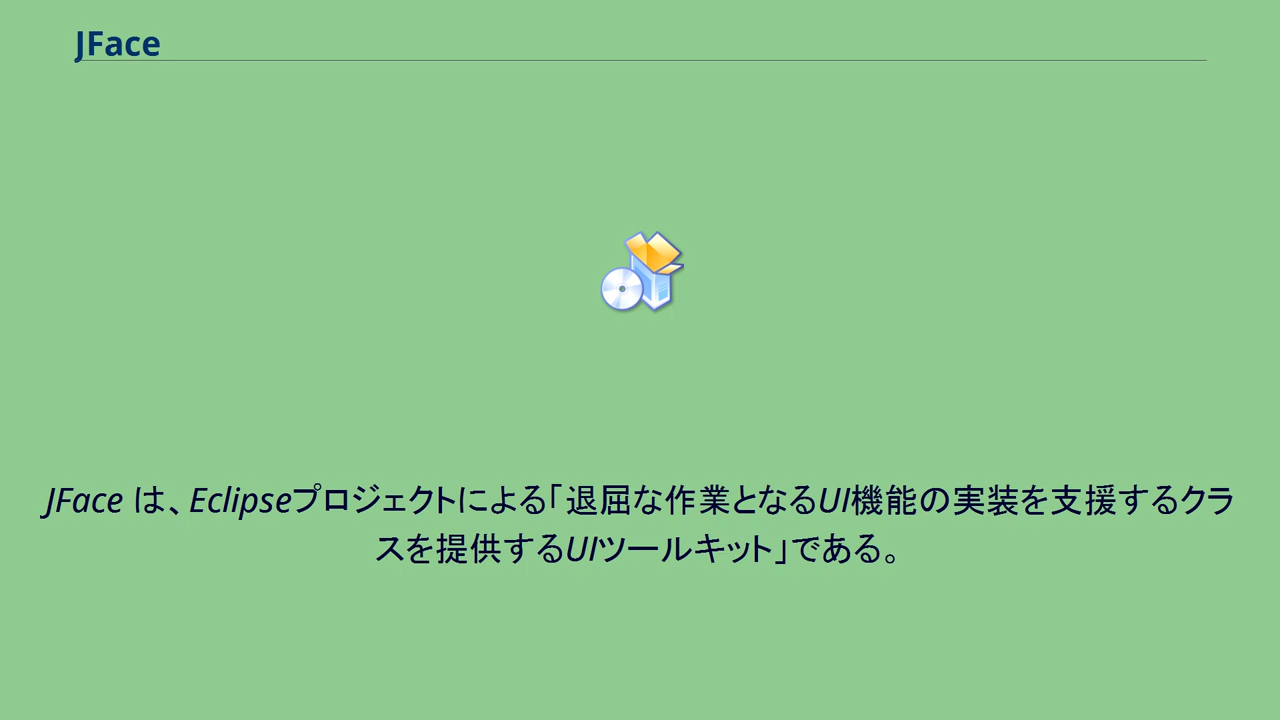 JFace
JFace は、Eclipseプロジェクトによる「退屈な作業となるUI機能の実装を支援するクラ
スを提供するUIツールキット」である。